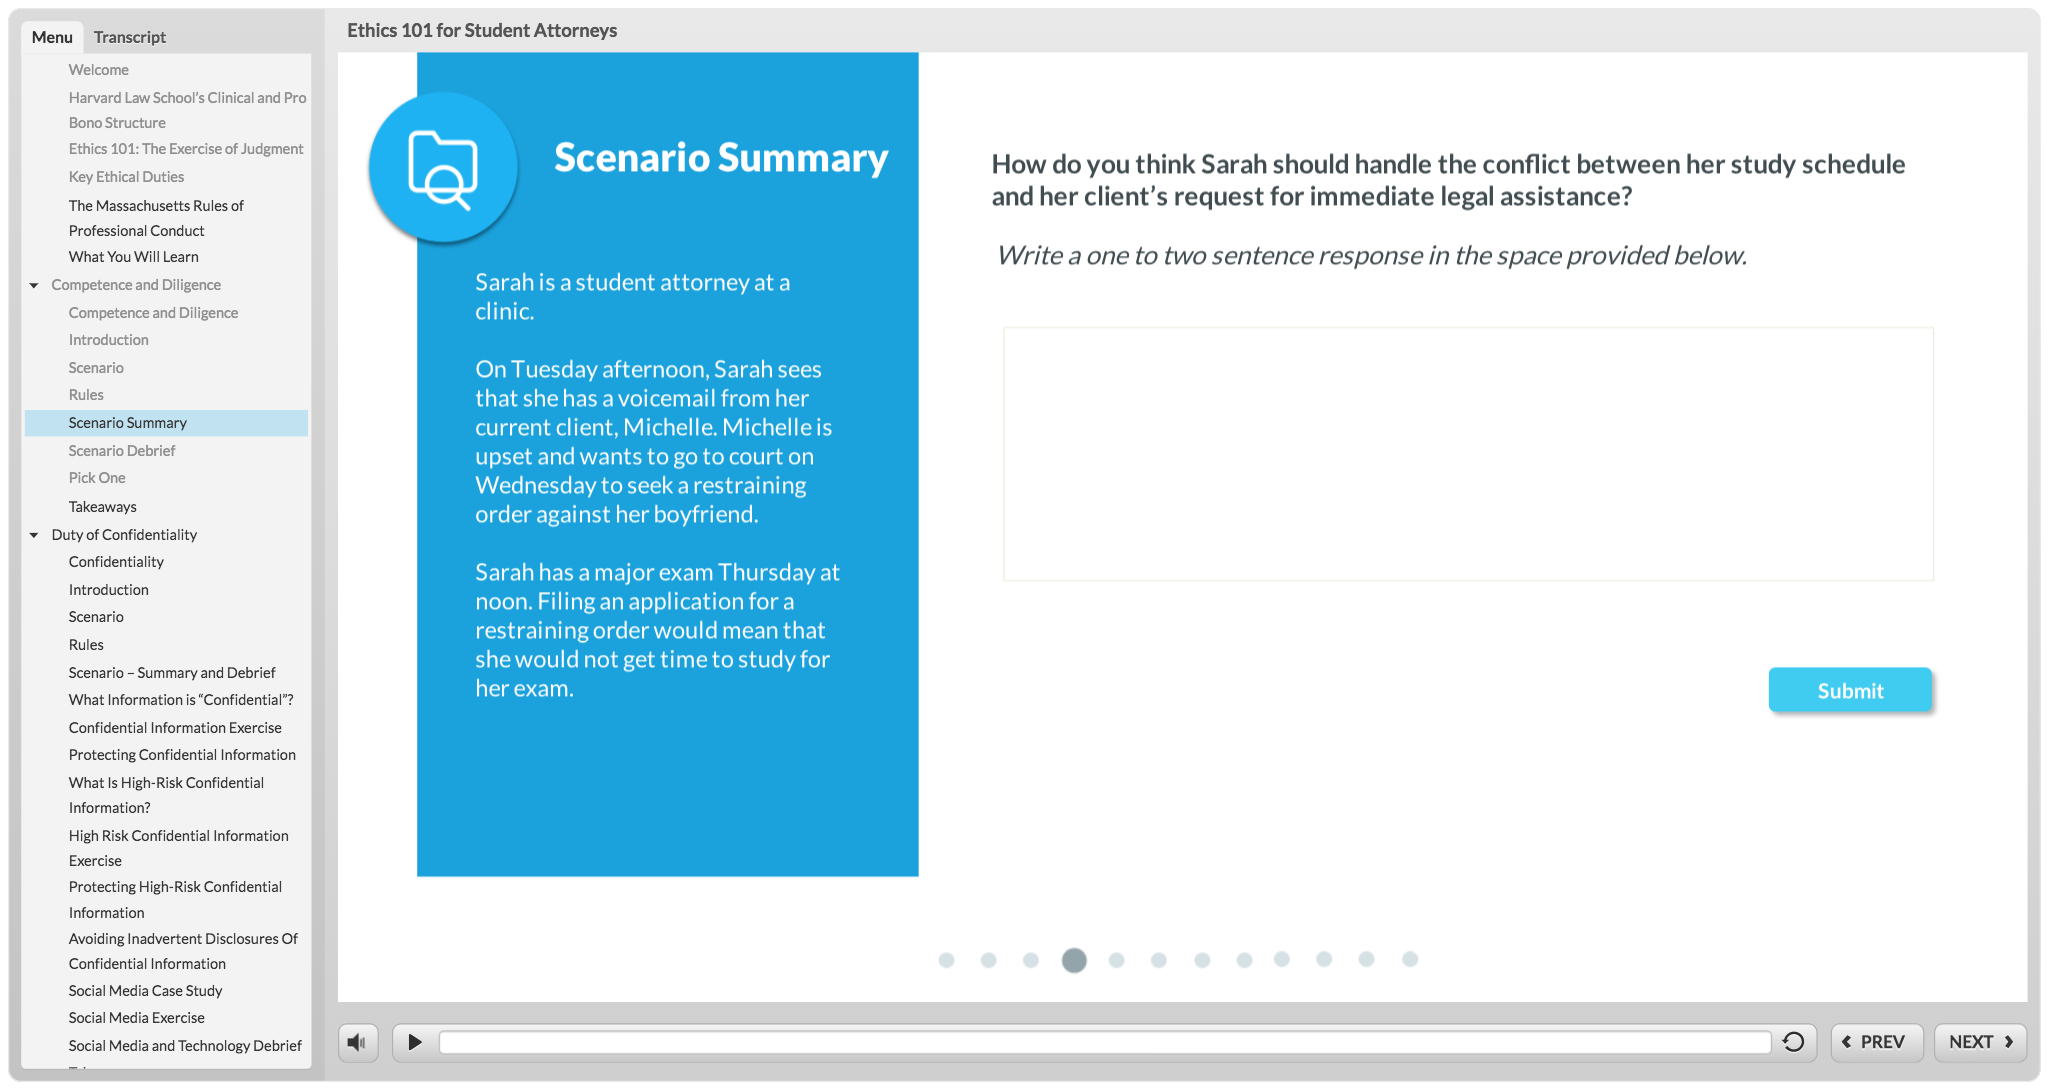 Menu
Transcript
Ethics 101 for Student Attorneys
Welcome
Harvard Law School's Clinical and Pro
Bono Structure
Ethics 101: The Exercise of Judgment
Key Ethical Duties
The Massachusetts Rules of
Professional Conduct
What You Will Learn
Competence and Diligence
Competence and Diligence
Introduction
Scenario
Rules
Scenario Summary
Scenario Debrief
Pick One
Takeaways
Duty of Confidentiality
Confidentiality
Introduction
Scenario
Rules
Scenario – Summary and Debrief
What Information is “Confidential”?
Confidential Information Exercise
Protecting Confidential Information
What Is High-Risk Confidential
Information?
High Risk Confidential Information
Exercise
Protecting High-Risk Confidential
Information
Avoiding Inadvertent Disclosures Of
Confidential Information
Social Media Case Study
Social Media Exercise
Social Media and Technology Debrief
Scenario Summary
Sarah is a student attorney at a
clinic.
On Tuesday afternoon, Sarah sees
that she has a voicemail from her
current client, Michelle. Michelle is
upset and wants to go to court on
Wednesday to seek a restraining
order against her boyfriend.
Sarah has a major exam Thursday at
noon. Filing an application for a
restraining order would mean that
she would not get time to study for
her exam.
How do you think Sarah should handle the conflict between her study schedule
and her client’s request for immediate legal assistance?
Write a one to two sentence response in the space provided below.
Submit
PREV
NEXT